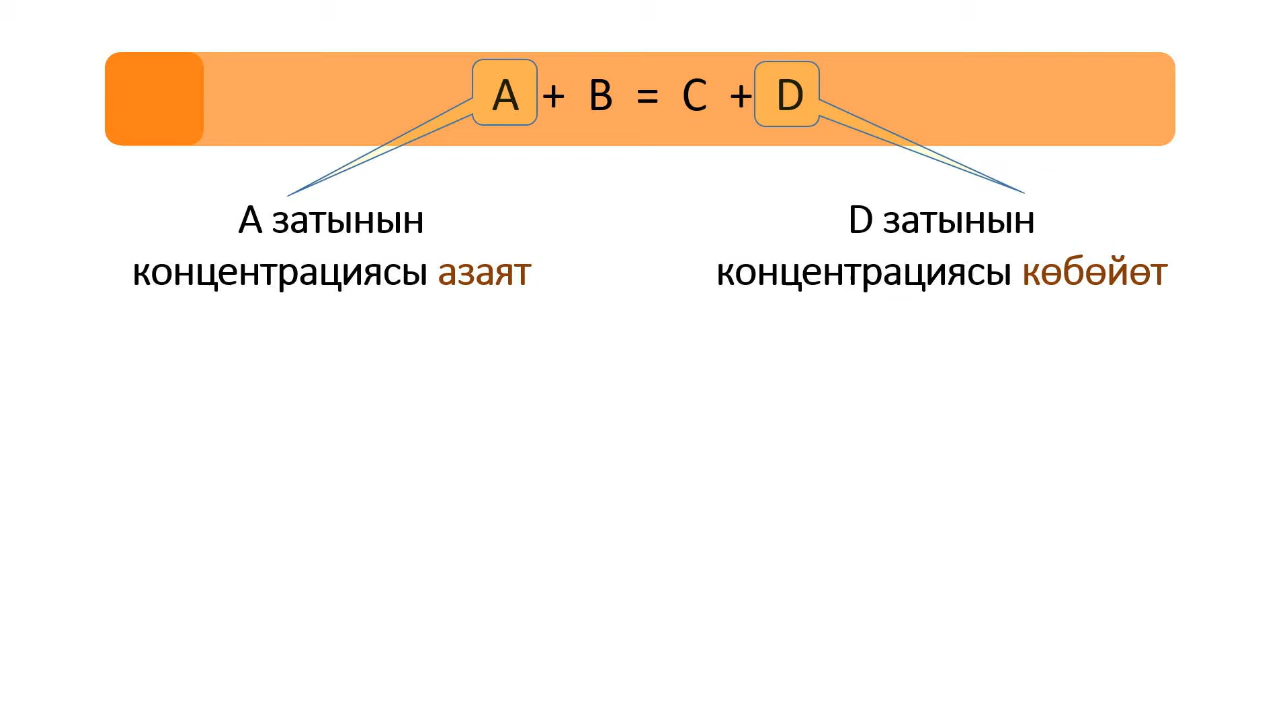 A + B = C + D
А затынын
концентрациясы азаят
D затынын
концентрациясы көбөйөт